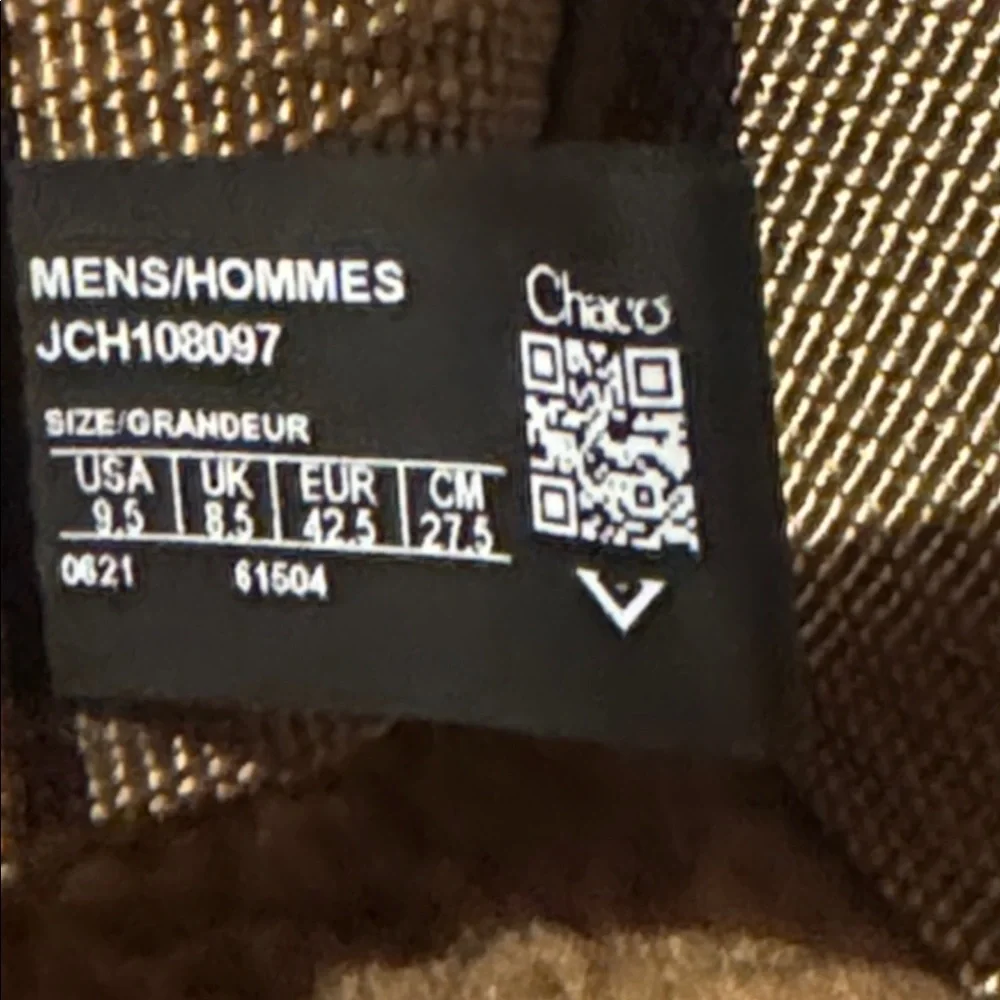 MENS/HOMMES
JCH108097
SIZE/GRANDEUR
USA UK EUR CM
9.5 8.5 42.5 27.5
0621 61504
Chaco